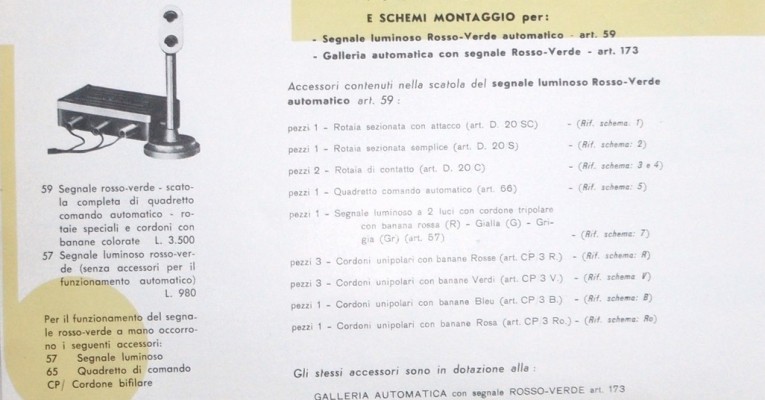 E SCHEMI MONTAGGIO per:
- Segnale luminoso Rosso-Verde automatico - art. 59
- Galleria automatica con segnale Rosso-Verde - art. 173
Accessori contenuti nella scatola del segnale luminoso Rosso-Verde
automatico art. 59 :
pezzi 1 - Rotaia sezionata con attacco (art. D. 20 SC) - (Rif. schema: 1)
pezzi 1 - Rotaia sezionata semplice (art. D. 20 S) - (Rif. schema: 2)
pezzi 2 - Rotaia di contatto (art. D. 20 C) - (Rif. schema: 3 e 4)
pezzi 1 - Quadretto comando automatico (art. 66) - (Rif. schema: 5)
pezzi 1 - Segnale luminoso a 2 luci con cordone tripolare
con banana rossa (R) - Gialla (G) - Gri-
gia (Gr) (art. 57) - (Rif. schema: 7)
pezzi 3 - Cordoni unipolari con banane Rosse (art. CP 3 R.) - (Rif. schema: R)
pezzi 3 - Cordoni unipolari con banane Verdi (art. CP 3 V.) - (Rif. schema: V)
pezzi 1 - Cordoni unipolari con banane Bleu (art. CP 3 B.) - (Rif. schema: B)
pezzi 1 - Cordoni unipolari con banane Rosa (art. CP 3 Ro.) - (Rif. schema: Ro)
Gli stessi accessori sono in dotazione alla :
GALLERIA AUTOMATICA con segnale ROSSO-VERDE art. 173
59 Segnale rosso-verde - scato-
la completa di quadretto
comando automatico - ro-
taie speciali e cordoni con
banane colorate L. 3.500
57 Segnale luminoso rosso-ver-
de (senza accessori per il
funzionamento automatico)
L. 980
Per il funzionamento del segna-
le rosso-verde a mano occorro-
no i seguenti accessori:
57 Segnale luminoso
65 Quadretto di comando
CP/ Cordone bifilare